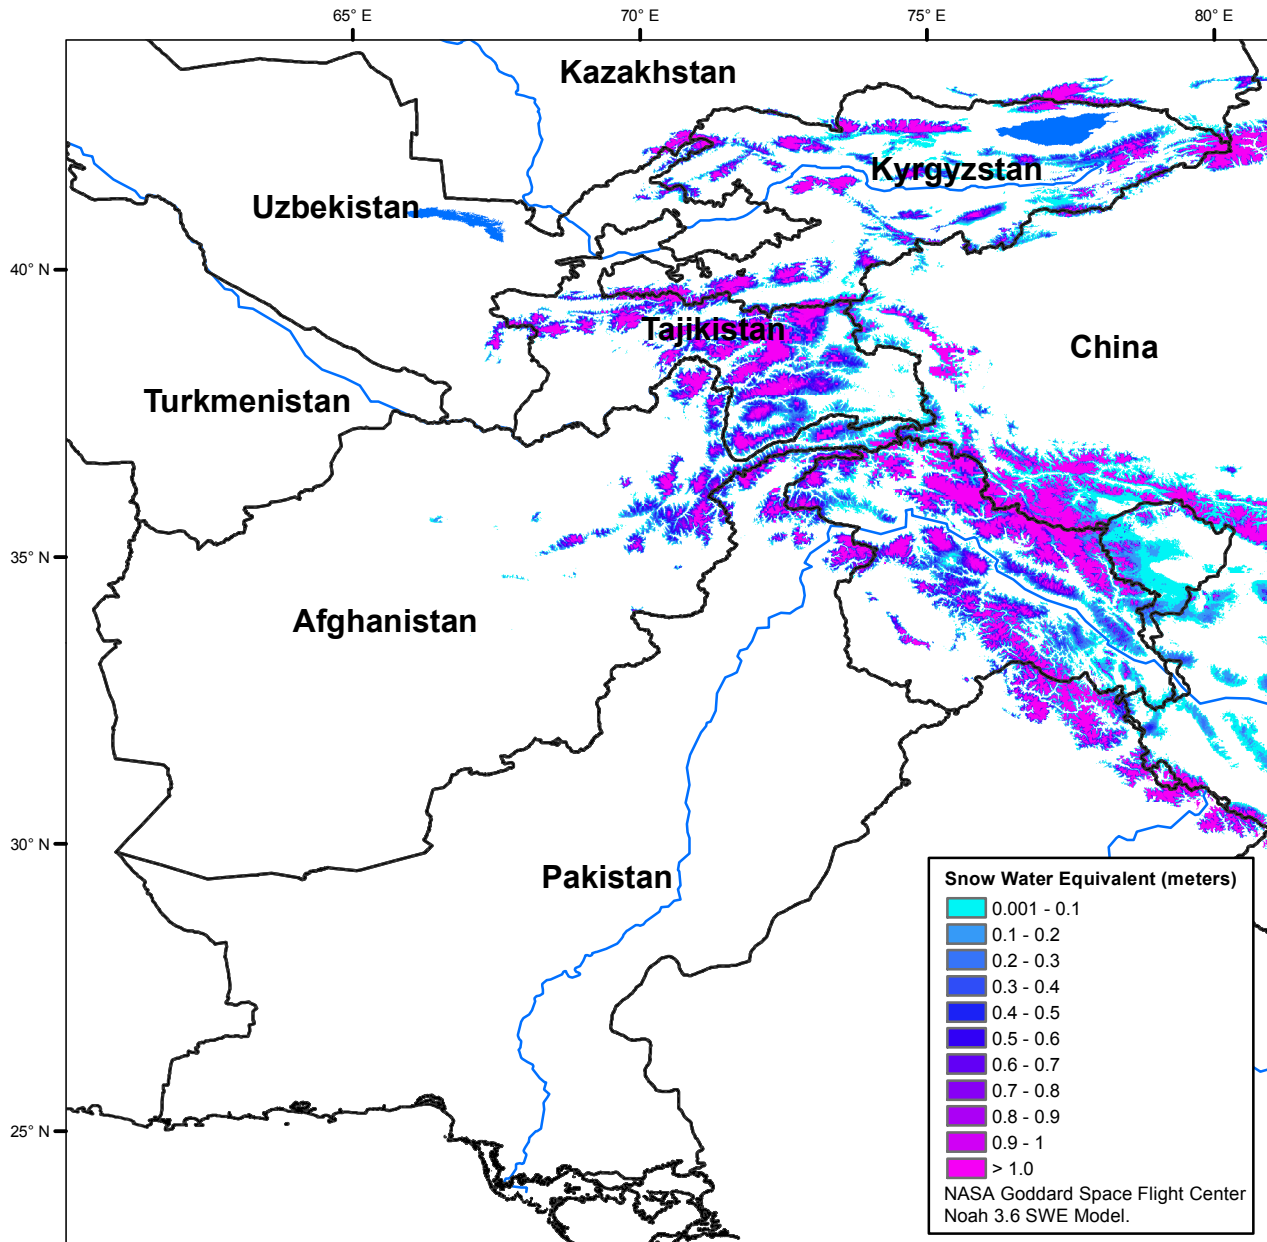 65° E
70° E
75° E
80° E
Kazakhstan
Kyrgyzstan
Uzbekistan
40° N
Tajikistan
China
Turkmenistan
35° N
Afghanistan
30° N
Pakistan
25° N
Snow Water Equivalent (meters)
0.001 - 0.1
0.1 - 0.2
0.2 - 0.3
0.3 - 0.4
0.4 - 0.5
0.5 - 0.6
0.6 - 0.7
0.7 - 0.8
0.8 - 0.9
0.9 - 1
> 1.0
NASA Goddard Space Flight Center
Noah 3.6 SWE Model.